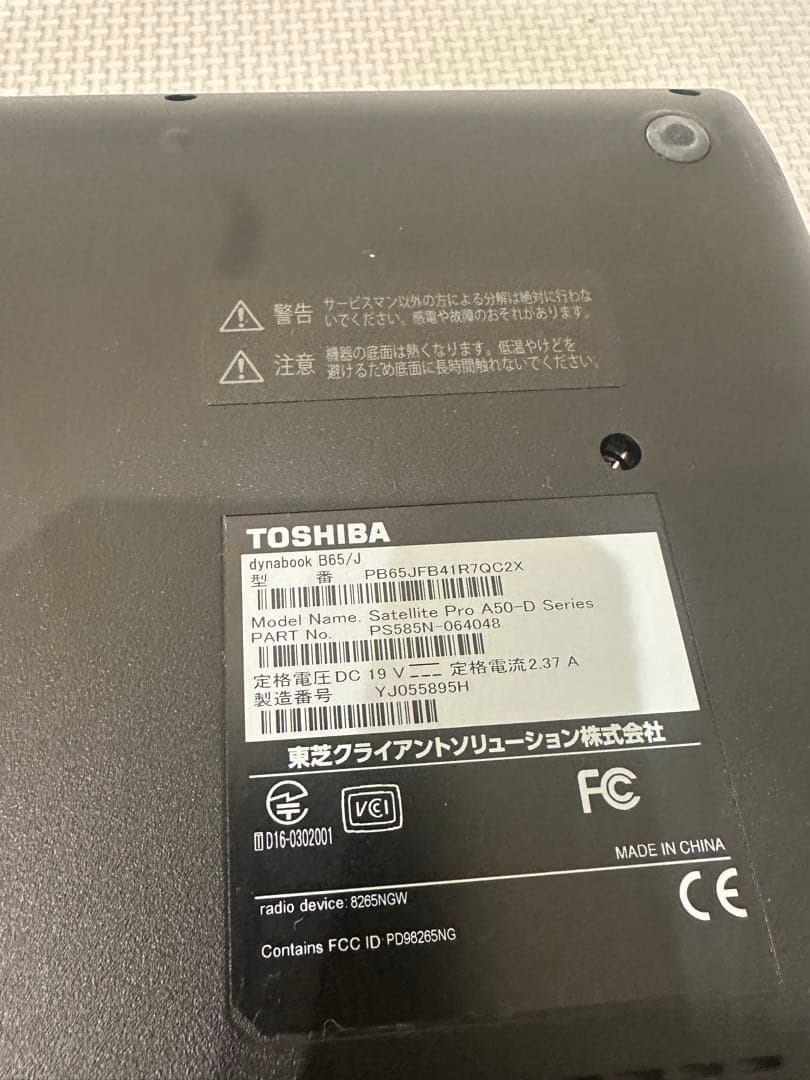 警告 サービスマン以外の方による分解は絶対に行わな
いでください。感電や故障のおそれがあります。
注意 機器の底面は熱くなります。低温やけどを
避けるため底面に長時間触れないでください。
TOSHIBA
dynabook B65/J
型 番 PB65JFB41R7QC2X
Model Name. Satellite Pro A50-D Series
PART No. PS585N-064048
定格電圧DC 19 V 定格電流2.37 A
製造番号 YJ055895H
東芝クライアントソリューション株式会社
VCI
FC
T D16-0302001
MADE IN CHINA
CE
radio device: 8265NGW
Contains FCC ID: PD98265NG